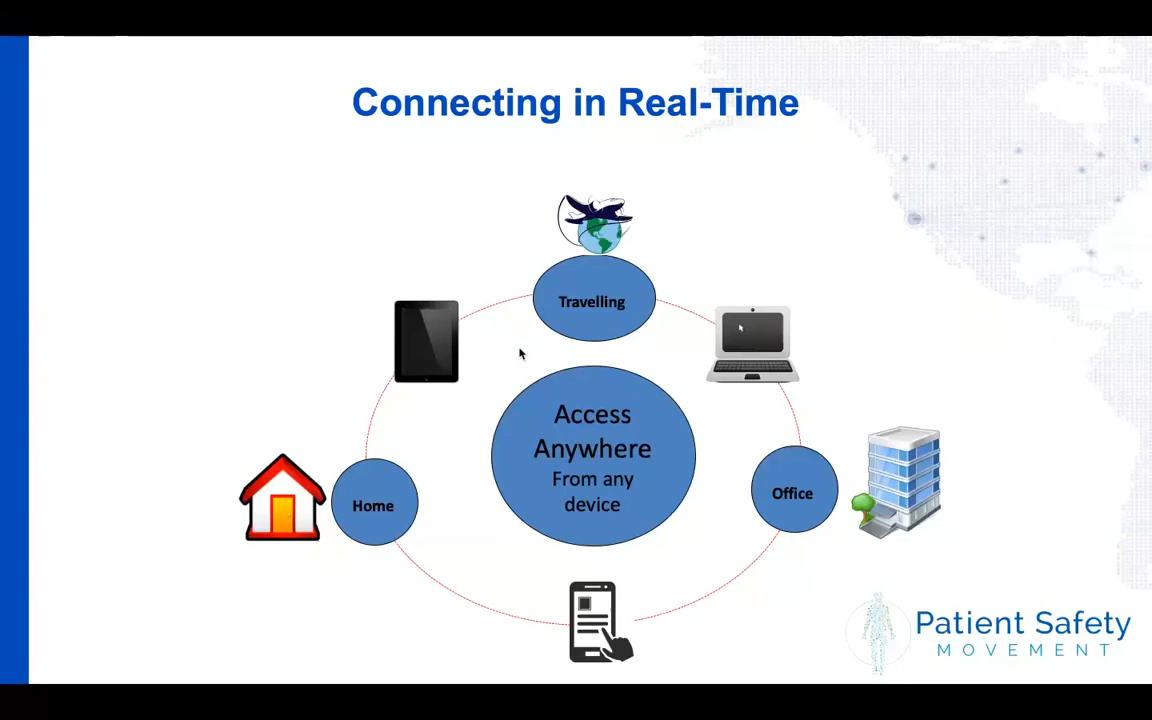 Connecting in Real-Time
Travelling
Access
Anywhere
From any
device
Home
Office
Patient Safety
MOVEMENT